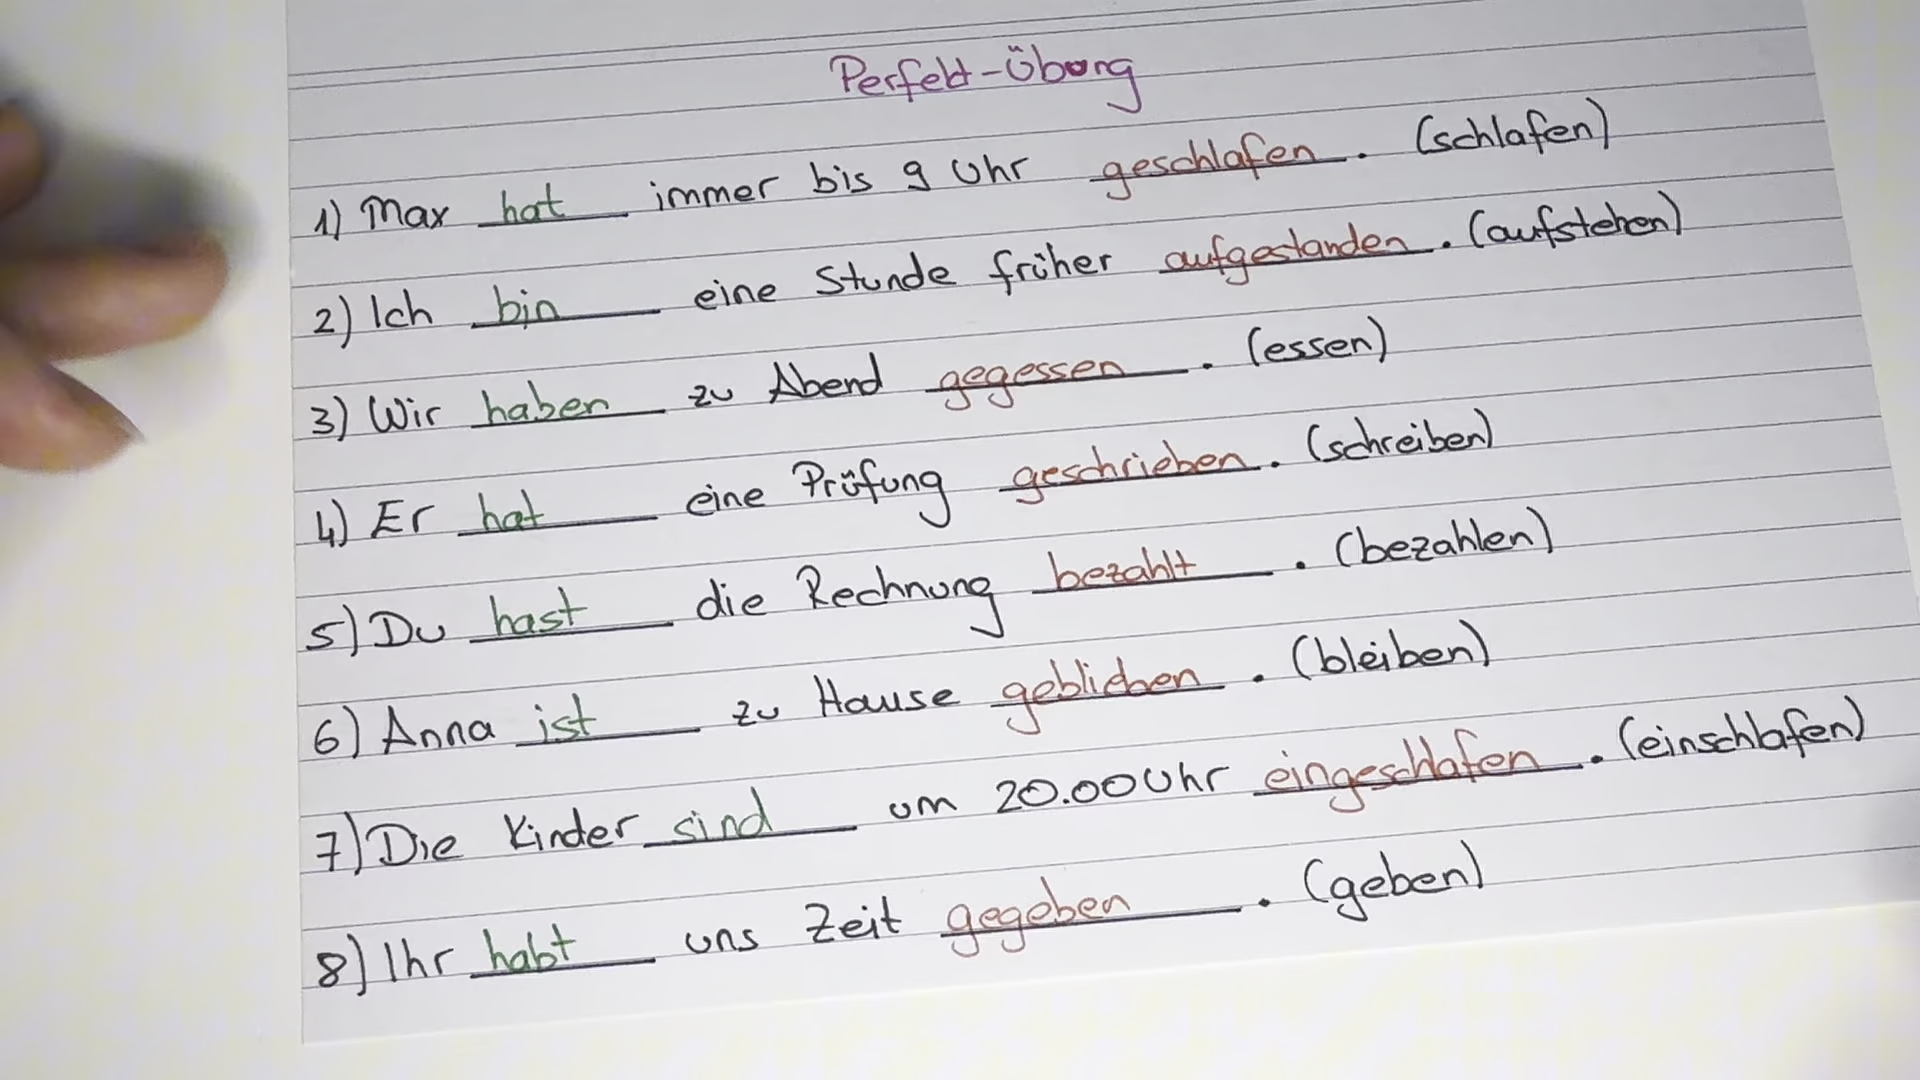 Perfekt-Übung
1) Max hat immer bis 9 Uhr geschlafen. (schlafen)
2) Ich bin eine Stunde früher aufgestanden. (aufstehen)
3) Wir haben zu Abend gegessen. (essen)
4) Er hat eine Prüfung geschrieben. (schreiben)
5) Du hast die Rechnung bezahlt. (bezahlen)
6) Anna ist zu Hause geblieben. (bleiben)
7) Die Kinder sind um 20.00 Uhr eingeschlafen. (einschlafen)
8) Ihr habt uns Zeit gegeben. (geben)